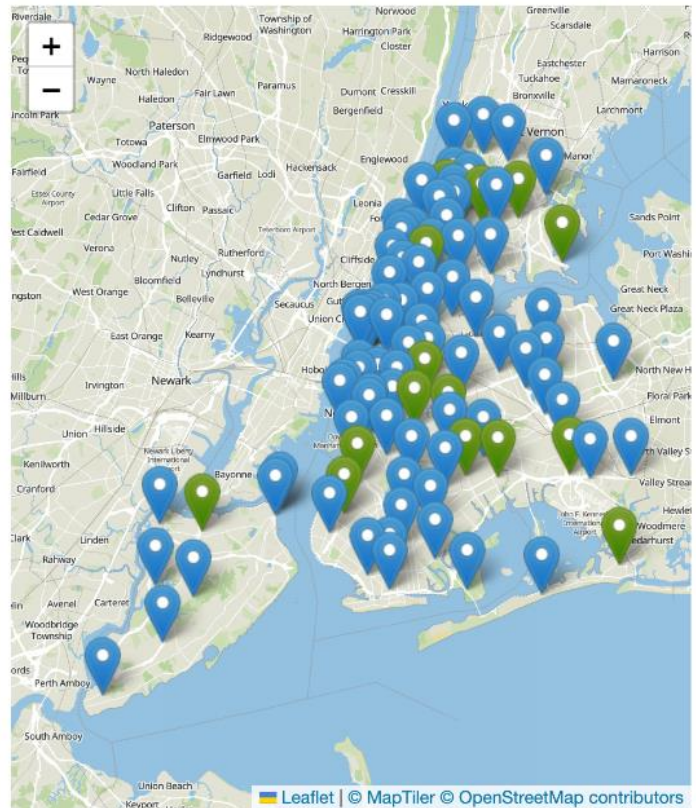 Riverdale
Township of
Washington
Norwood
Greenville
Scarsdale
+
Ridgewood
Harrington Park
Closter
Harrison
Eastchester
Tuckahoe
Mamaroneck
−
Wayne
North Haledon
Fair Lawn
Paramus
Dumont
Cresskill
Bronxville
Haledon
Bergenfield
Larchmont
Lincoln Park
Paterson
Vernon
Totowa
Elmwood Park
Englewood
Manor
Fairfield
Woodland Park
Garfield
Lodi
Hackensack
Essex County
Airport
Little Falls
Clifton
Passaic
Leonia
Cedar Grove
Teterboro Airport
Sands Point
West Caldwell
Verona
Rutherford
Cliffside
Port Washi
Nutley
Lyndhurst
North Bergen
Great Neck
West Orange
Bloomfield
Secaucus
Belleville
Union
Great Neck Plaza
East Orange
Kearny
Irvington
Newark
North New H
Millburn
Floral Park
Elmont
Union
Hillside
Newark Liberty
International
Kenilworth
Bayonne
Valley St
Cranford
Valley Strea
Hewle
Clark
Linden
International
Airport
Woodmere
Rahway
edarhurst
Avenel
Carteret
Woodbridge
Township
Perth Amboy
South Amboy
Union Beach
Keyport
Leaflet | © MapTiler © OpenStreetMap contributors